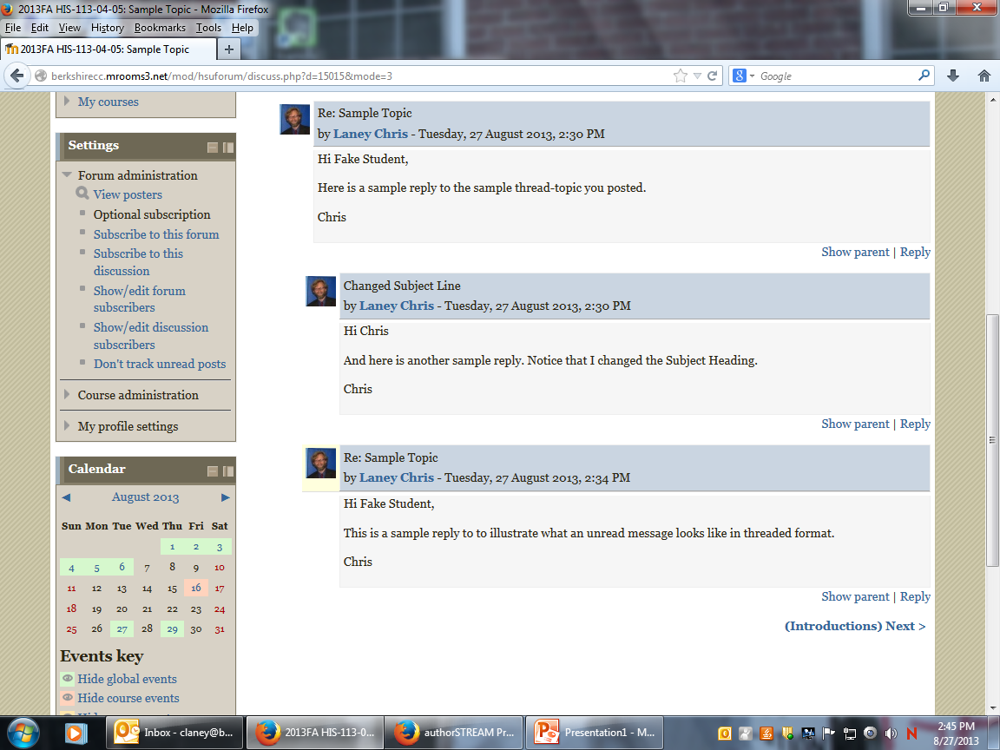 2013FA HIS-113-04-05: Sample Topic - Mozilla Firefox
File Edit View History Bookmarks Tools Help
2013FA HIS-113-04-05: Sample Topic
berkshirecc.mrooms3.net/mod/hsuforum/discuss.php?d=15015&mode=3
Google
My courses
Settings
Forum administration
View posters
Optional subscription
Subscribe to this forum
Subscribe to this
discussion
Show/edit forum
subscribers
Show/edit discussion
subscribers
Don't track unread posts
Course administration
My profile settings
Calendar
August 2013
Sun Mon Tue Wed Thu Fri Sat
1 2 3
4 5 6 7 8 9 10
11 12 13 14 15 16 17
18 19 20 21 22 23 24
25 26 27 28 29 30 31
Events key
Hide global events
Hide course events
Re: Sample Topic
by Laney Chris - Tuesday, 27 August 2013, 2:30 PM
Hi Fake Student,
Here is a sample reply to the sample thread-topic you posted.
Chris
Show parent | Reply
Changed Subject Line
by Laney Chris - Tuesday, 27 August 2013, 2:30 PM
Hi Chris
And here is another sample reply. Notice that I changed the Subject Heading.
Chris
Show parent | Reply
Re: Sample Topic
by Laney Chris - Tuesday, 27 August 2013, 2:34 PM
Hi Fake Student,
This is a sample reply to to illustrate what an unread message looks like in threaded format.
Chris
Show parent | Reply
(Introductions) Next >
Inbox - claney@b...
2013FA HIS-113-0...
authorSTREAM Pr...
Presentation1 - M...
2:45 PM
8/27/2013